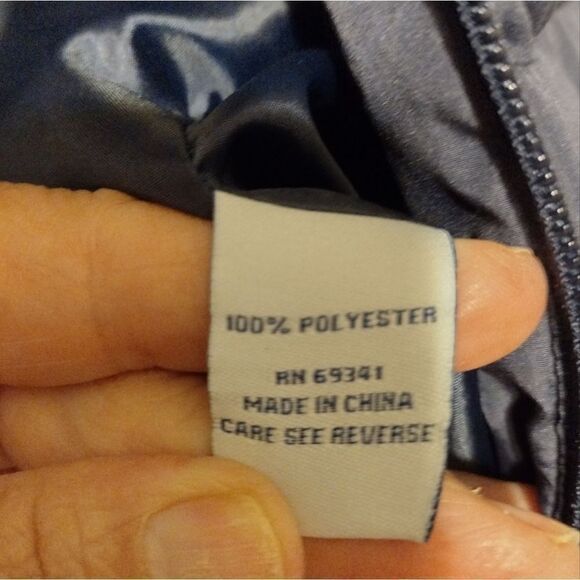 100% POLYESTER
RN 69341
MADE IN CHINA
CARE SEE REVERSE